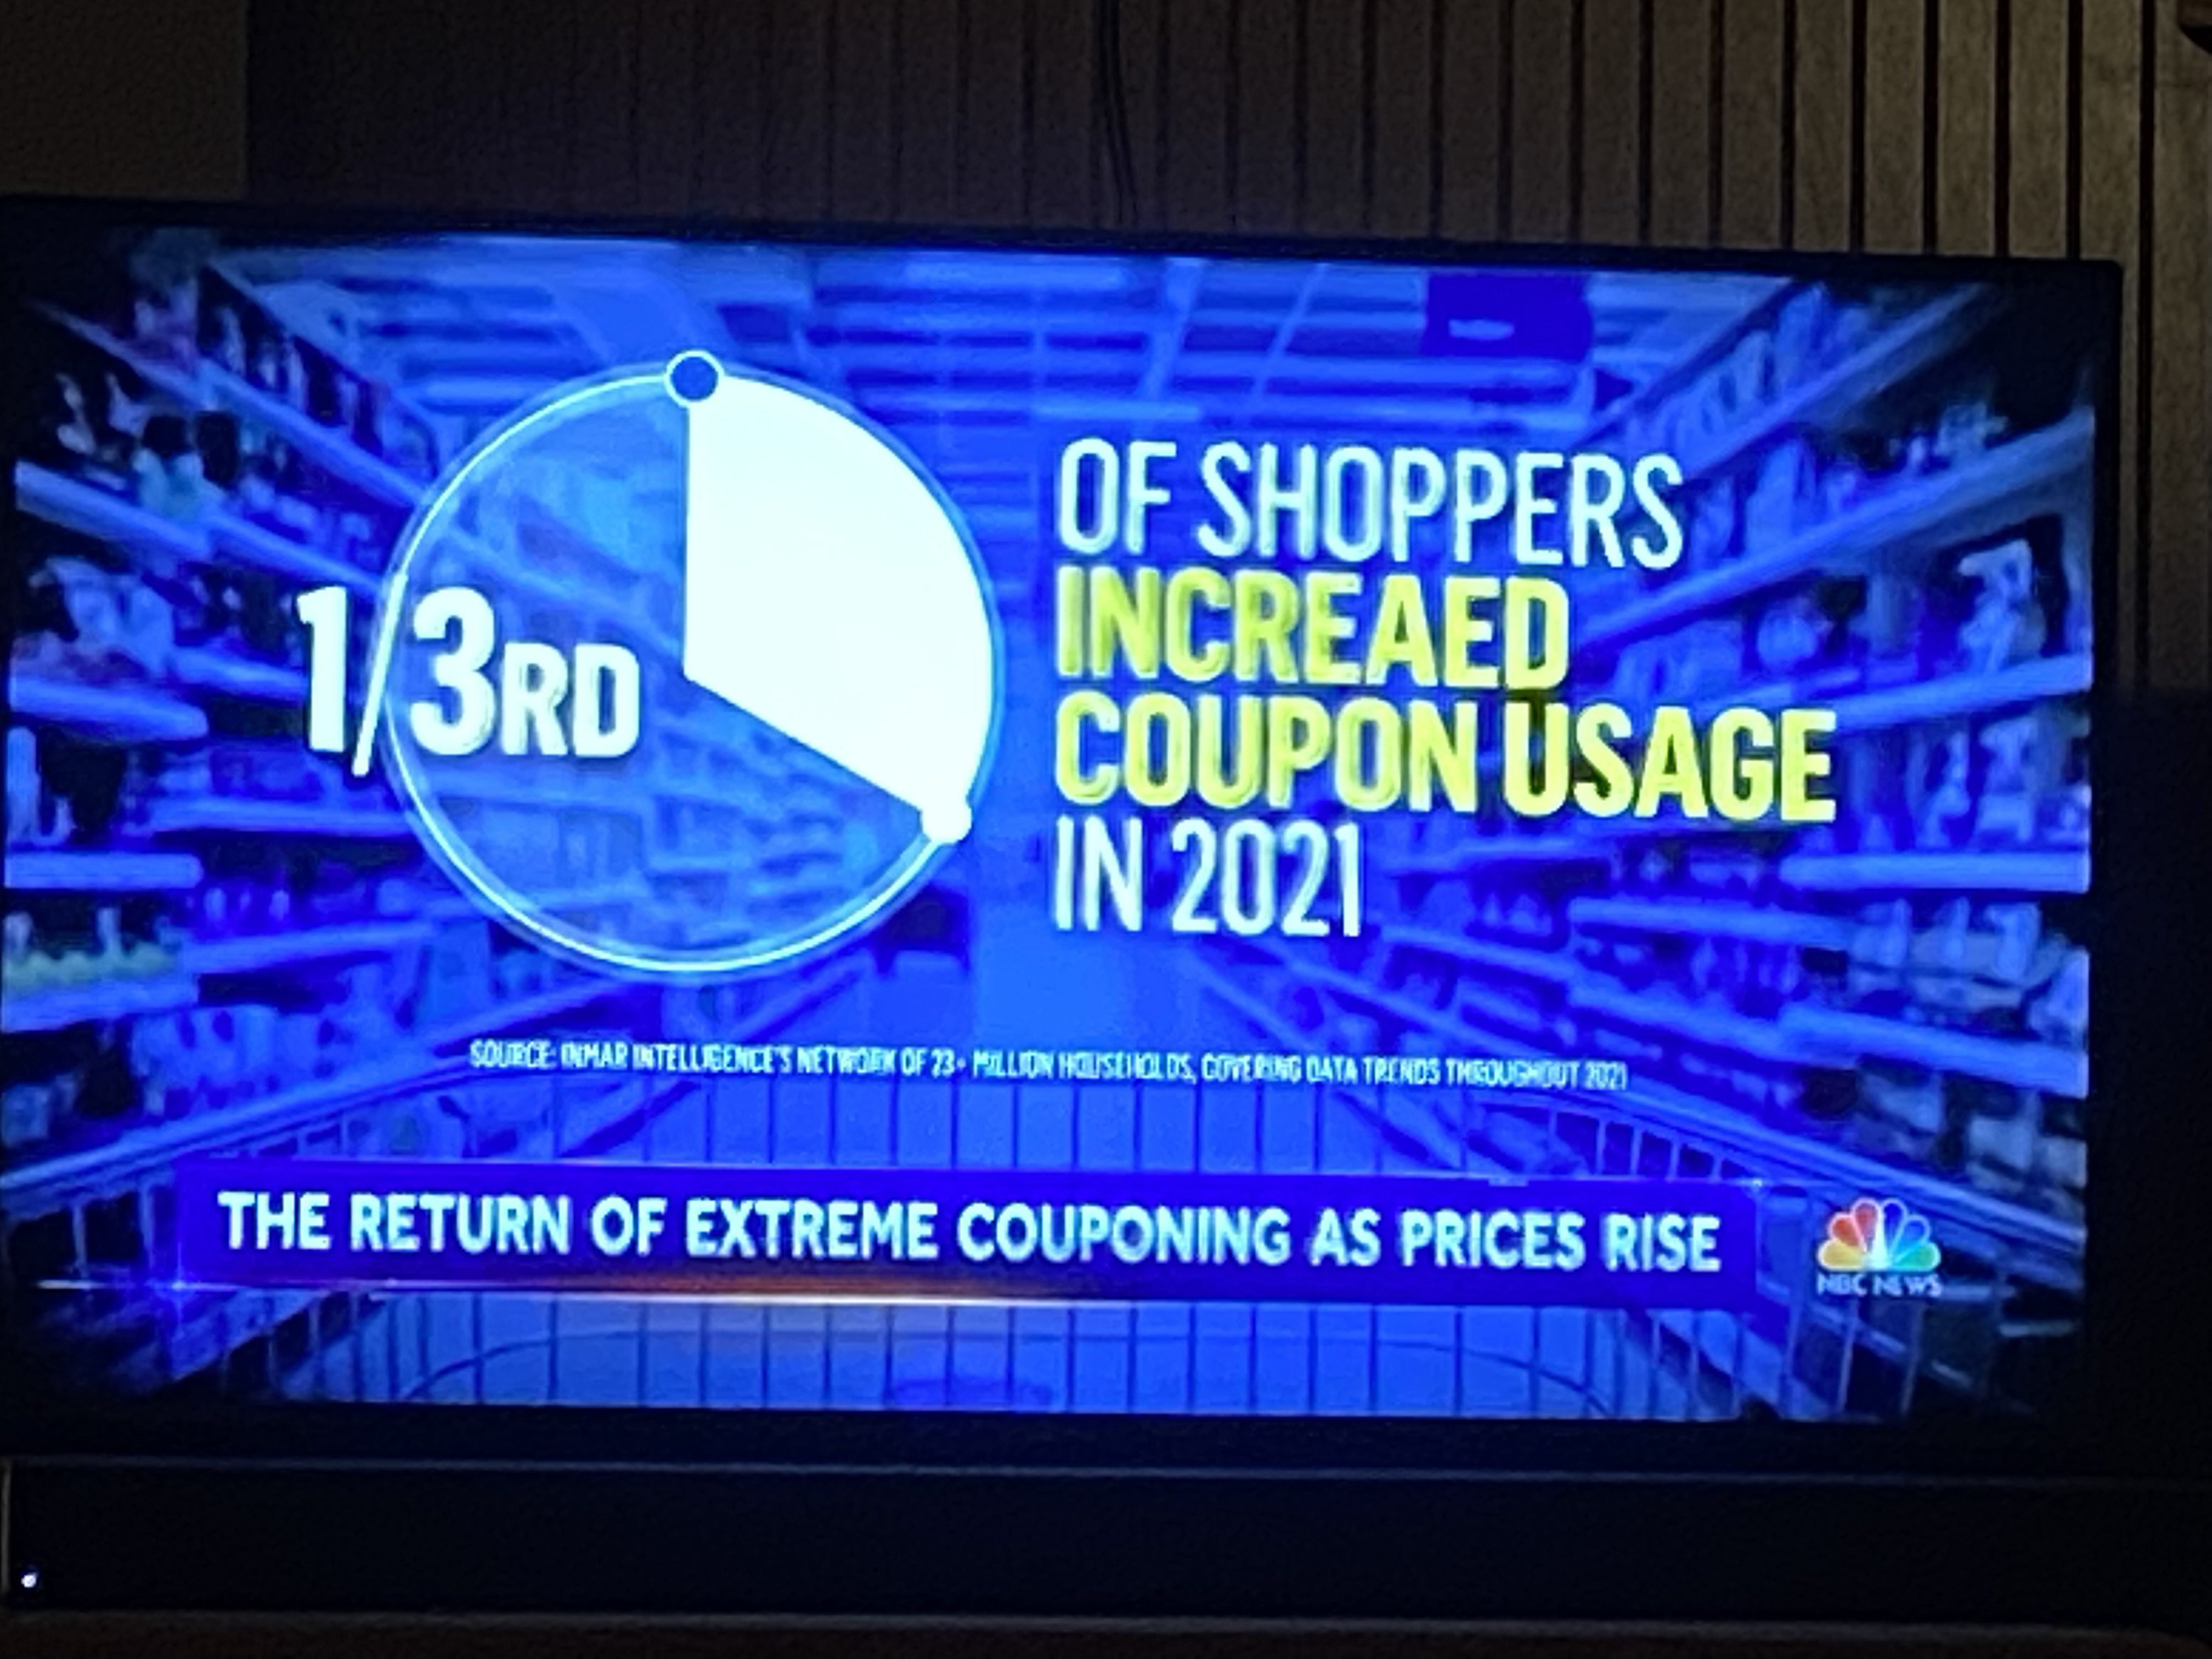 1/3RD
OF SHOPPERS
INCREAED
COUPON USAGE
IN 2021
SOURCE: INMAR INTELLIGENCE'S NETWORK OF 23+ MILLION HOUSEHOLDS, COVERING DATA TRENDS THROUGHOUT 2021
THE RETURN OF EXTREME COUPONING AS PRICES RISE
NBC NEWS